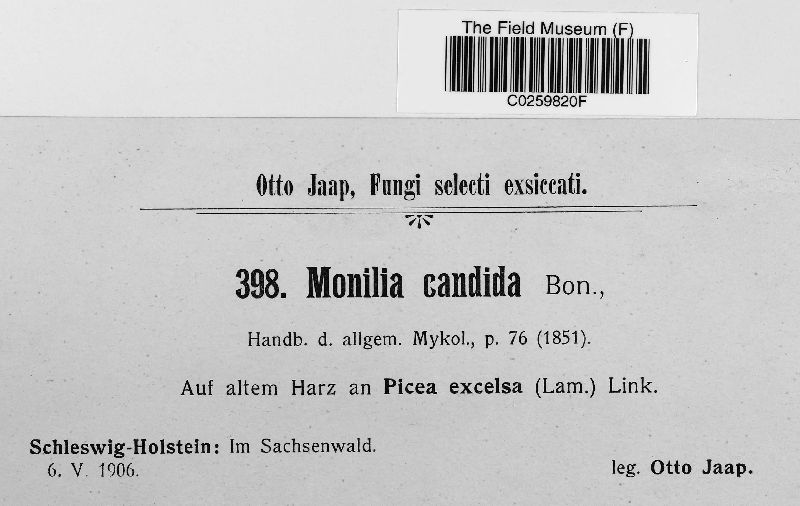 The Field Museum (F)
C0259820F
Otto Jaap, Fungi selecti exsiccati.
398. Monilia candida Bon.,
Handb. d. allgem. Mykol., p. 76 (1851).
Auf altem Harz an Picea excelsa (Lam.) Link.
Schleswig-Holstein: Im Sachsenwald.
6. V. 1906.
leg. Otto Jaap.